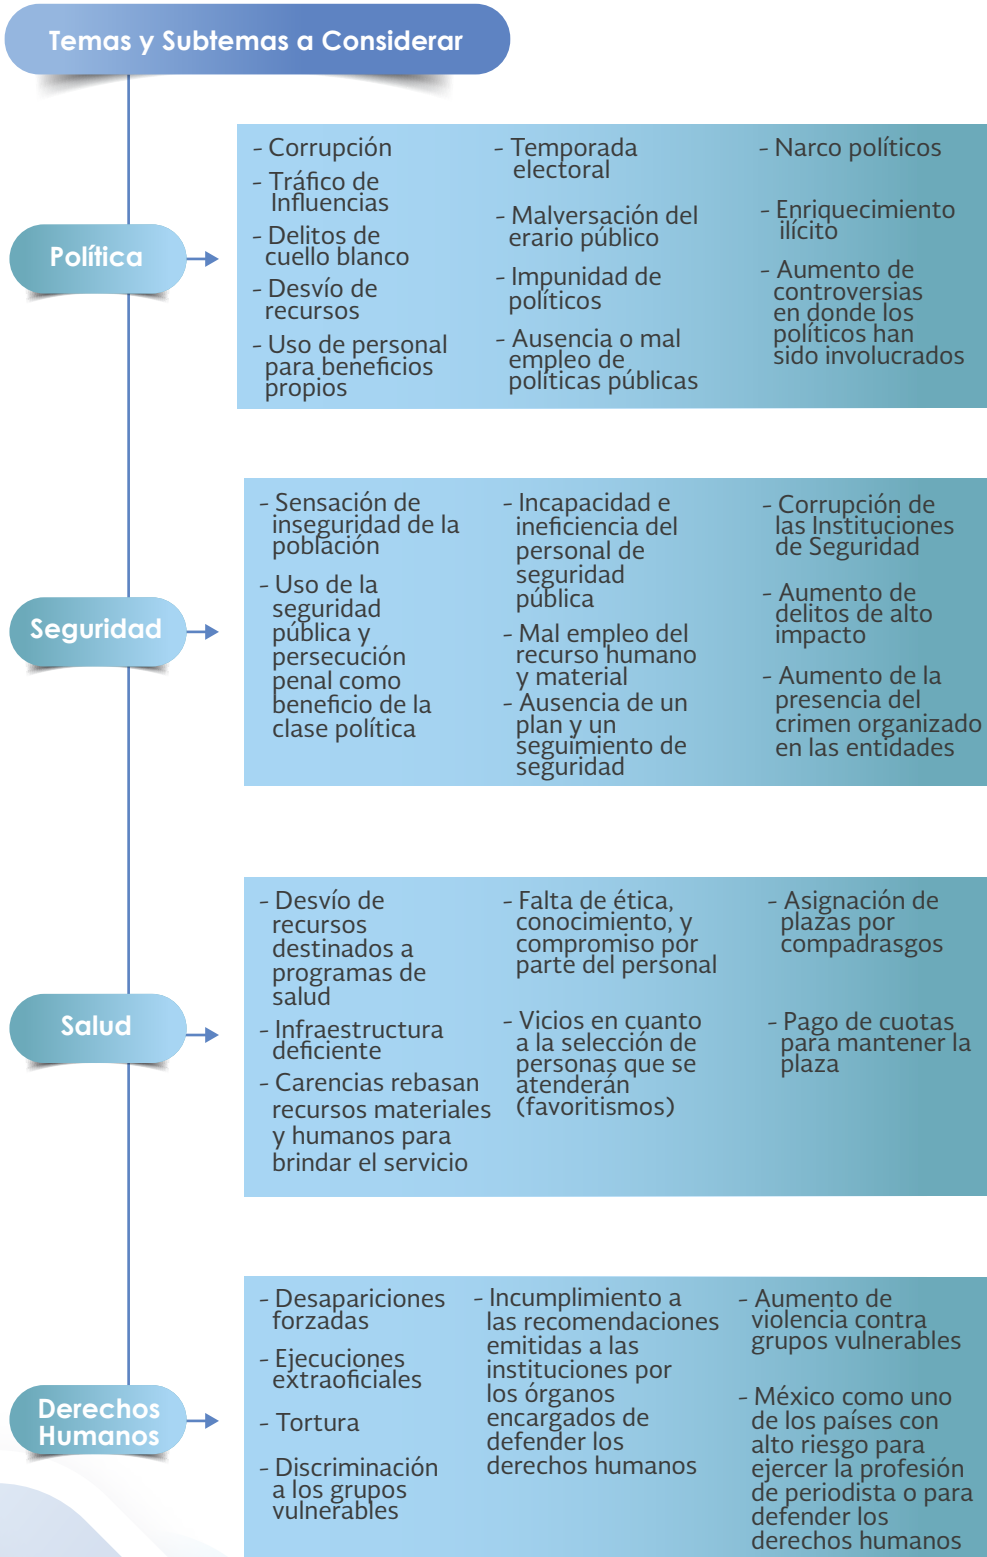 Temas y Subtemas a Considerar
Política
- Corrupción
- Tráfico de
Influencias
- Delitos de
cuello blanco
- Desvío de
recursos
- Uso de personal
para beneficios
propios
- Temporada
electoral
- Malversación del
erario público
- Impunidad de
políticos
- Ausencia o mal
empleo de
políticas públicas
- Narco políticos
- Enriquecimiento
ilícito
- Aumento de
controversias
en donde los
políticos han
sido involucrados
Seguridad
- Sensación de
inseguridad de la
población
- Uso de la
seguridad
pública y
persecución
penal como
beneficio de la
clase política
- Incapacidad e
ineficiencia del
personal de
seguridad
pública
- Mal empleo del
recurso humano
y material
- Ausencia de un
plan y un
seguimiento de
seguridad
- Corrupción de
las Instituciones
de Seguridad
- Aumento de
delitos de alto
impacto
- Aumento de la
presencia del
crimen organizado
en las entidades
Salud
- Desvío de
recursos
destinados a
programas de
salud
- Infraestructura
deficiente
- Carencias rebasan
recursos materiales
y humanos para
brindar el servicio
- Falta de ética,
conocimiento, y
compromiso por
parte del personal
- Vicios en cuanto
a la selección de
personas que se
atenderán
(favoritismos)
- Asignación de
plazas por
compadrasgos
- Pago de cuotas
para mantener la
plaza
Derechos
Humanos
- Desapariciones
forzadas
- Ejecuciones
extraoficiales
- Tortura
- Discriminación
a los grupos
vulnerables
- Incumplimiento a
las recomendaciones
emitidas a las
instituciones por
los órganos
encargados de
defender los
derechos humanos
- Aumento de
violencia contra
grupos vulnerables
- México como uno
de los países con
alto riesgo para
ejercer la profesión
de periodista o para
defender los
derechos humanos